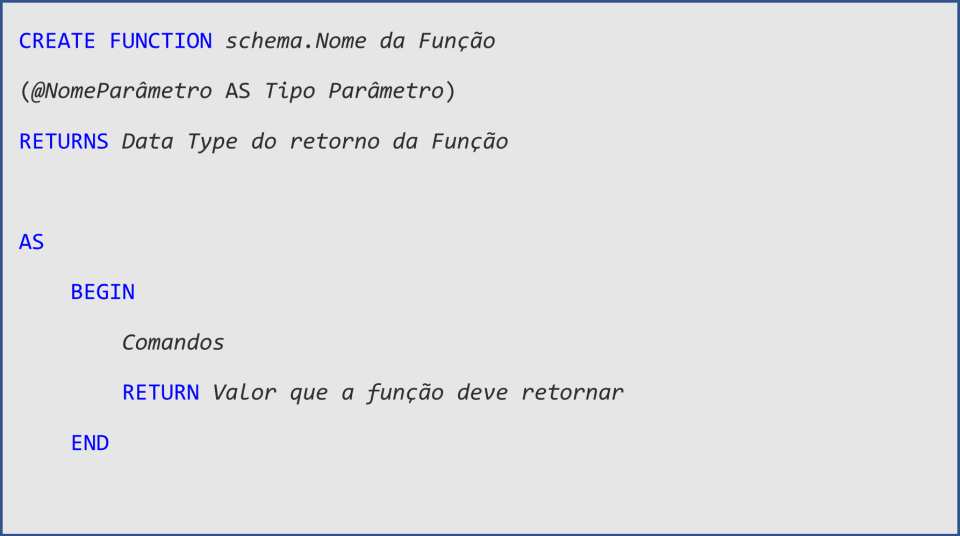 CREATE FUNCTION schema.Nome da Função
(@NomeParâmetro AS Tipo Parâmetro)
RETURNS Data Type do retorno da Função
AS
BEGIN
Comandos
RETURN Valor que a função deve retornar
END